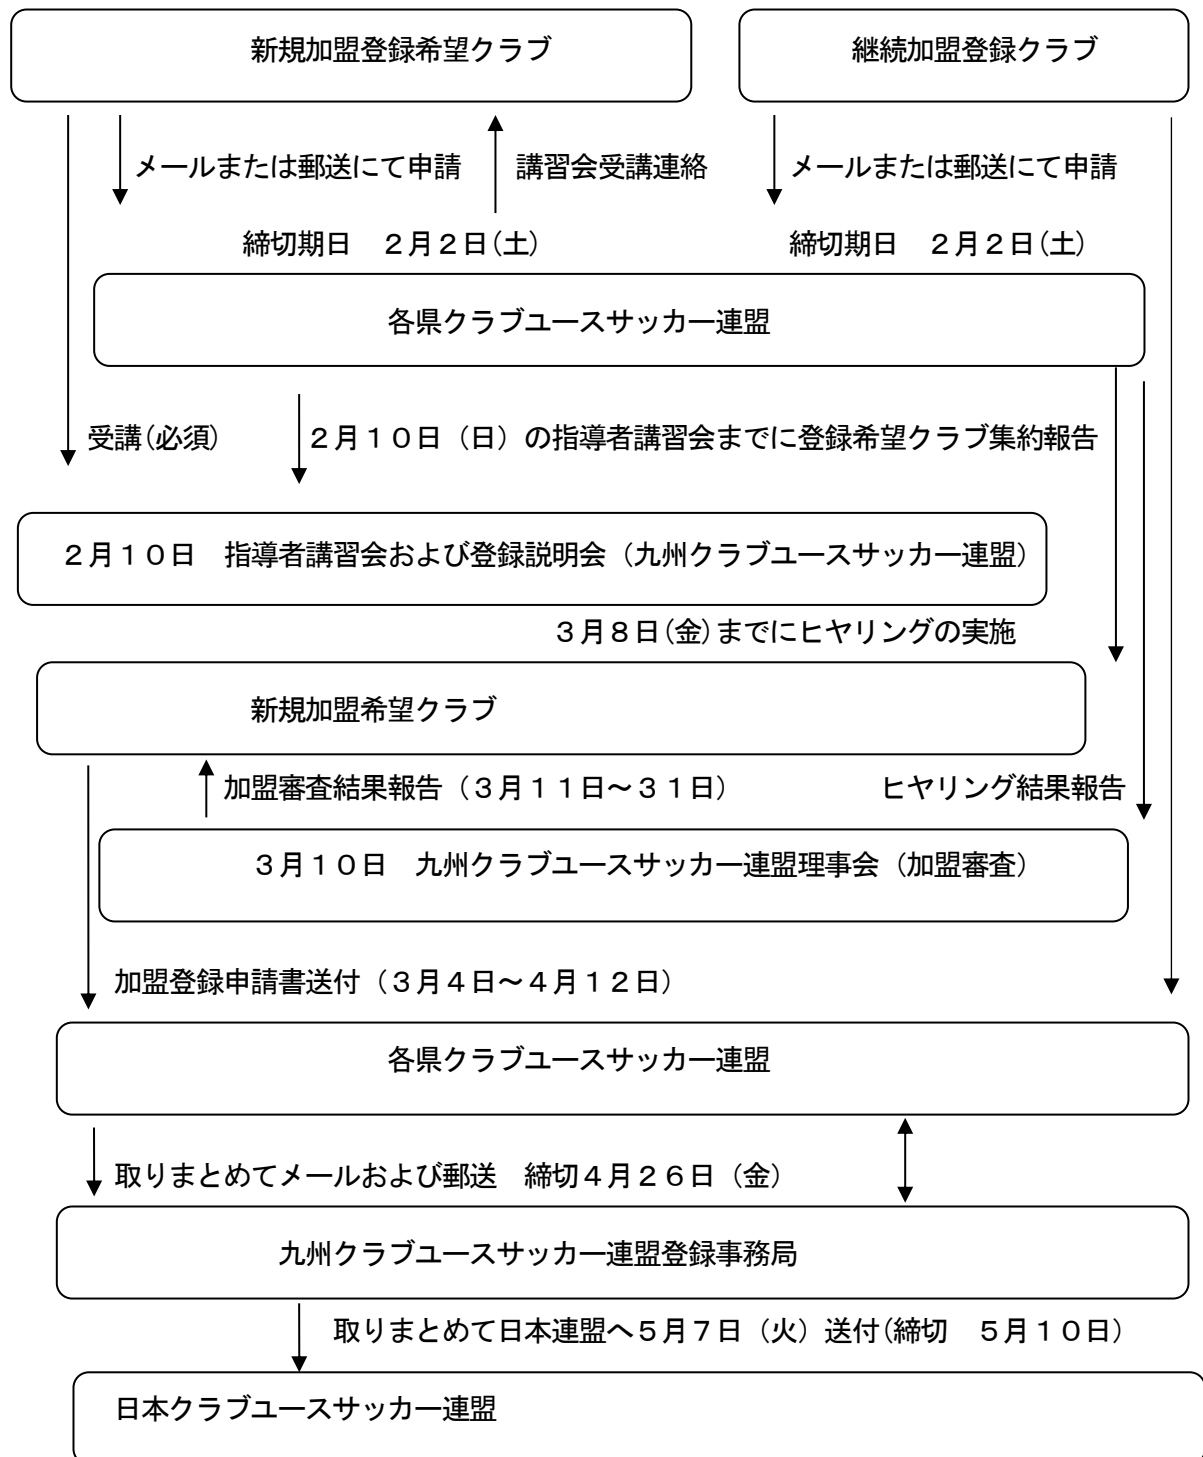 新規加盟登録希望クラブ
継続加盟登録クラブ
メールまたは郵送にて申請
講習会受講連絡
メールまたは郵送にて申請
締切期日　２月２日(土)
締切期日　２月２日(土)
各県クラブユースサッカー連盟
受講(必須)
２月１０日（日）の指導者講習会までに登録希望クラブ集約報告
２月１０日　指導者講習会および登録説明会（九州クラブユースサッカー連盟）
３月８日(金)までにヒヤリングの実施
新規加盟希望クラブ
加盟審査結果報告（３月１１日～３１日）
ヒヤリング結果報告
３月１０日　九州クラブユースサッカー連盟理事会（加盟審査）
加盟登録申請書送付（３月４日～４月１２日）
各県クラブユースサッカー連盟
取りまとめてメールおよび郵送　締切４月２６日（金）
九州クラブユースサッカー連盟登録事務局
取りまとめて日本連盟へ５月７日（火）送付(締切　５月１０日）
日本クラブユースサッカー連盟